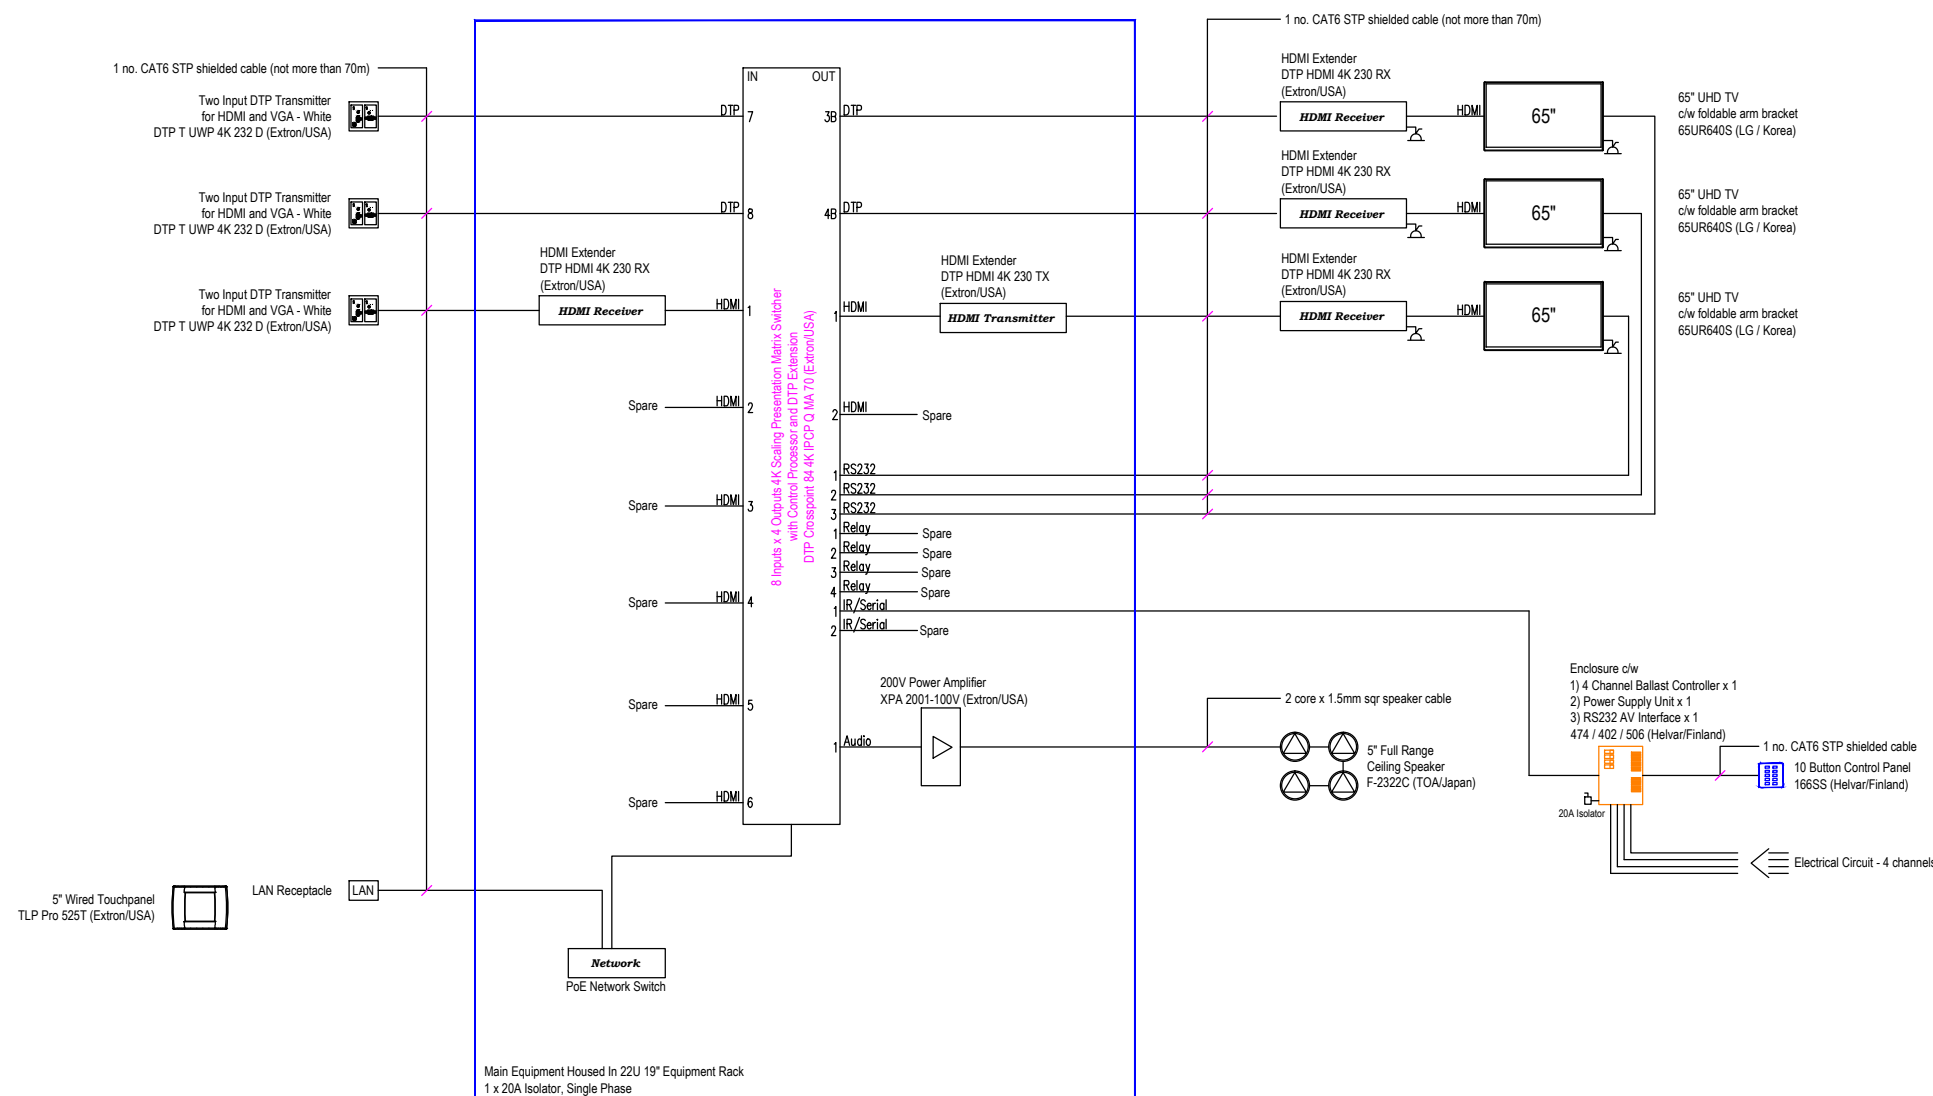 1 no. CAT6 STP shielded cable (not more than 70m)
Two Input DTP Transmitter
for HDMI and VGA - White
DTP T UWP 4K 232 D (Extron/USA)
Two Input DTP Transmitter
for HDMI and VGA - White
DTP T UWP 4K 232 D (Extron/USA)
Two Input DTP Transmitter
for HDMI and VGA - White
DTP T UWP 4K 232 D (Extron/USA)
HDMI Extender
DTP HDMI 4K 230 RX
(Extron/USA)
HDMI Receiver
IN
OUT
DTP 7
DTP 8
HDMI 1
Spare HDMI 2
Spare HDMI 3
Spare HDMI 4
Spare HDMI 5
Spare HDMI 6
8 Inputs x 4 Outputs 4K Scaling Presentation Matrix Switcher
with Control Processor and DTP Extension
DTP Crosspoint 84 4K IPCP Q MA 70 (Extron/USA)
3B DTP
4B DTP
1 HDMI
2 HDMI Spare
1 RS232
2 RS232
3 RS232
1 Relay Spare
2 Relay Spare
3 Relay Spare
4 Relay Spare
1 IR/Serial
2 IR/Serial Spare
1 Audio
HDMI Extender
DTP HDMI 4K 230 TX
(Extron/USA)
HDMI Transmitter
200V Power Amplifier
XPA 2001-100V (Extron/USA)
1 no. CAT6 STP shielded cable (not more than 70m)
HDMI Extender
DTP HDMI 4K 230 RX
(Extron/USA)
HDMI Receiver
HDMI
65"
65" UHD TV
c/w foldable arm bracket
65UR640S (LG / Korea)
HDMI Extender
DTP HDMI 4K 230 RX
(Extron/USA)
HDMI Receiver
HDMI
65"
65" UHD TV
c/w foldable arm bracket
65UR640S (LG / Korea)
HDMI Extender
DTP HDMI 4K 230 RX
(Extron/USA)
HDMI Receiver
HDMI
65"
65" UHD TV
c/w foldable arm bracket
65UR640S (LG / Korea)
2 core x 1.5mm sqr speaker cable
5" Full Range
Ceiling Speaker
F-2322C (TOA/Japan)
Enclosure c/w
1) 4 Channel Ballast Controller x 1
2) Power Supply Unit x 1
3) RS232 AV Interface x 1
474 / 402 / 506 (Helvar/Finland)
1 no. CAT6 STP shielded cable
10 Button Control Panel
166SS (Helvar/Finland)
20A Isolator
Electrical Circuit - 4 channels
5" Wired Touchpanel
TLP Pro 525T (Extron/USA)
LAN Receptacle
LAN
Network
PoE Network Switch
Main Equipment Housed In 22U 19" Equipment Rack
1 x 20A Isolator, Single Phase